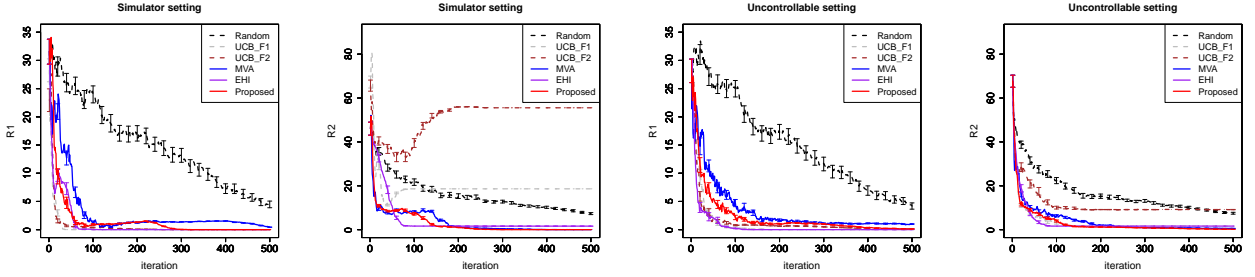 Simulator setting
R1
35
30
25
20
15
10
5
0
0 100 200 300 400 500
iteration
Random
UCB_F1
UCB_F2
MVA
EHI
Proposed
Simulator setting
R2
80
60
40
20
0
0 100 200 300 400 500
iteration
Random
UCB_F1
UCB_F2
MVA
EHI
Proposed
Uncontrollable setting
R1
35
30
25
20
15
10
5
0
0 100 200 300 400 500
iteration
Random
UCB_F1
UCB_F2
MVA
EHI
Proposed
Uncontrollable setting
R2
80
60
40
20
0
0 100 200 300 400 500
iteration
Random
UCB_F1
UCB_F2
MVA
EHI
Proposed